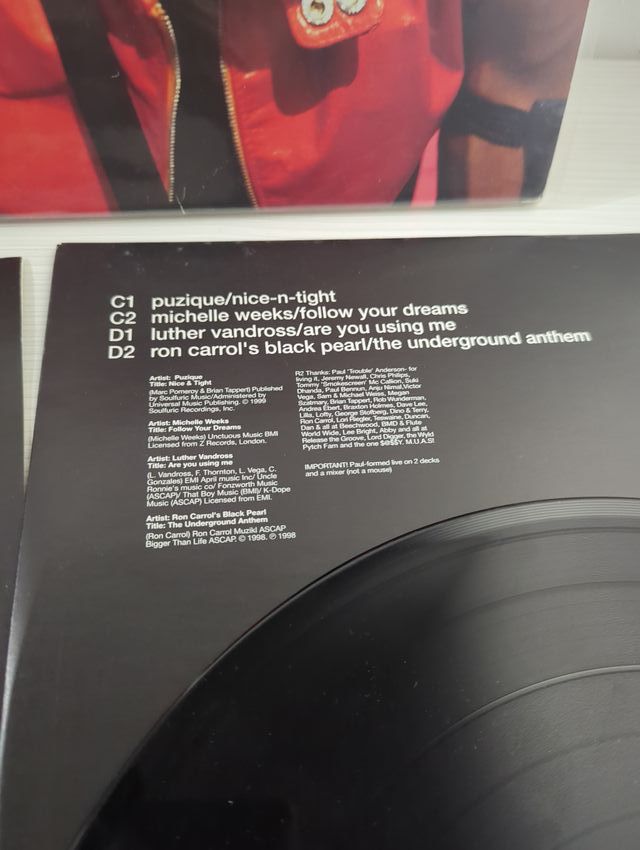 C1 puzique/nice-n-tight
C2 michelle weeks/follow your dreams
D1 luther vandross/are you using me
D2 ron carrol's black pearl/the underground anthem
Artist: Puzique
Title: Nice & Tight
(Marc Pomeroy & Brian Tappert) Published
by Soulfuric Music/Administered by
Universal Music Publishing. © 1999
Soulfuric Recordings, Inc.
Artist: Michelle Weeks
Title: Follow Your Dreams
(Michelle Weeks) Unctuous Music BMI
Licensed from Z Records, London.
Artist: Luther Vandross
Title: Are you using me
(L. Vandross, F. Thornton, L. Vega, C.
Gonzales) EMI April music Inc/ Uncle
Ronnie's music co/ Fonzworth Music
(ASCAP)/ That Boy Music (BMI)/ K-Dope
Music (ASCAP) Licensed from EMI.
Artist: Ron Carrol's Black Pearl
Title: The Underground Anthem
(Ron Carrol) Ron Carrol Muzikl ASCAP
Bigger Than Life ASCAP. © 1998. ℗ 1998
R2 Thanks: Paul 'Trouble' Anderson- for
living it, Jeremy Newall, Chris Philips,
Tommy 'Smokescreen' Mc Callion, Suki
Dhanda, Paul Bennun, Anju Nimal, Victor
Vega, Sam & Michael Weiss, Megan
Szatmary, Brian Tappert, Rob Wunderman,
Andrea Ebert, Braxton Holmes, Dave Lee,
Lilla, Lofty, George Stofberg, Dino & Terry,
Ron Carrol, Lori Riegler, Teswaine, Duncan,
Dan & all at Beechwood, BMD & Flute
World Wide, Lee Bright, Abby and all at
Release the Groove, Lord Digger, the Wyld
Pytch Fam and the one $@$$Y. M.U.A.S!
IMPORTANT! Paul-formed live on 2 decks
and a mixer (not a mouse)